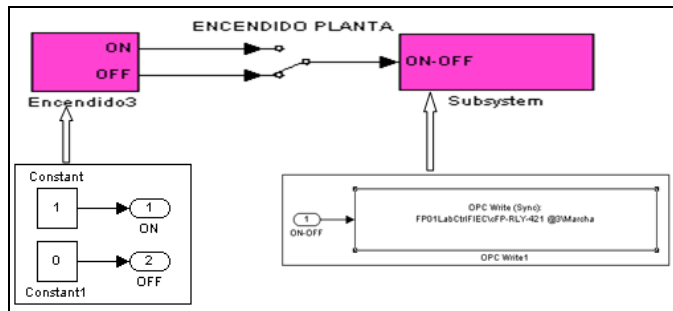 ENCENDIDO PLANTA
ON
OFF
Encendido3
ON-OFF
Subsystem
Constant
1
1
ON
0
2
OFF
Constant1
1
ON-OFF
OPC Write (Sync):
FP01LabCtrlFIEC\cFP-RLY-421 @3\Marcha
OPC Write1